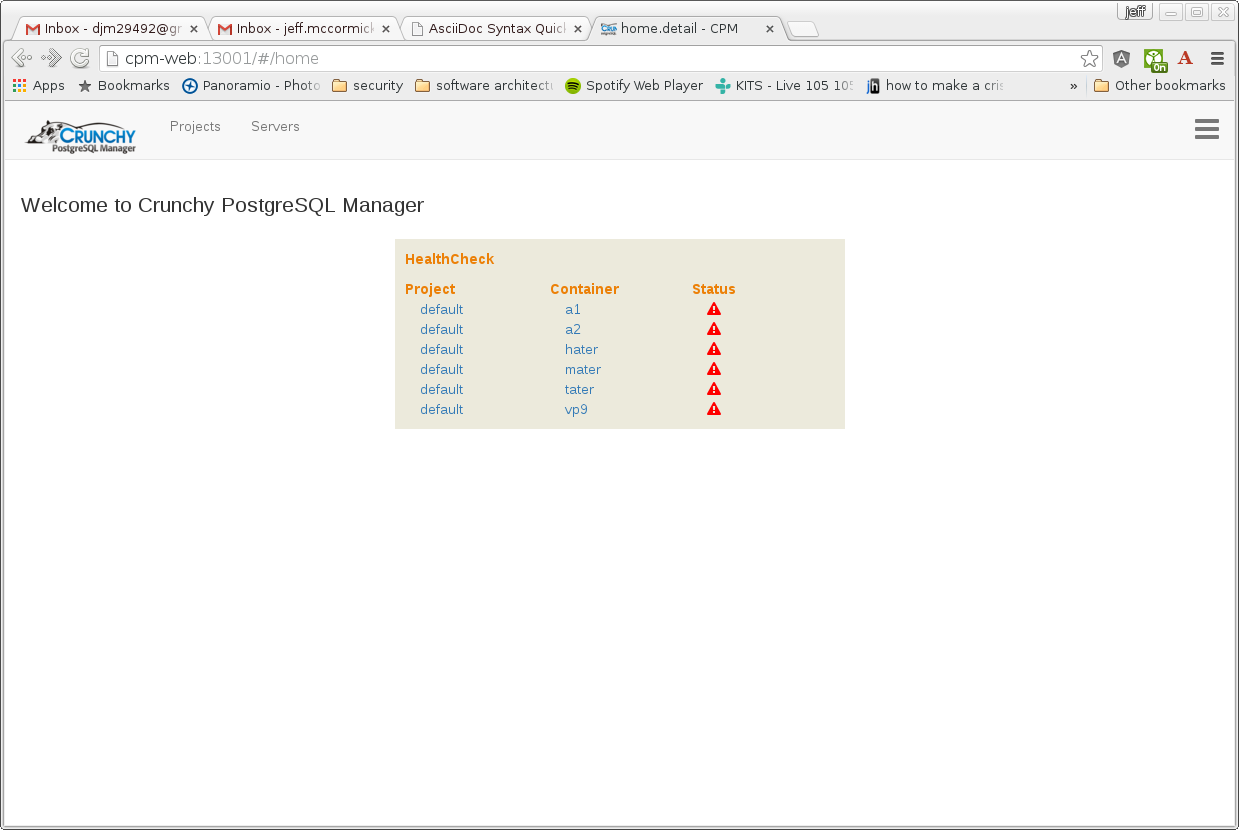 jeff
Inbox - djm29492@gr
Inbox - jeff.mccormick
AsciiDoc Syntax Quick
home.detail - CPM
cpm-web:13001/#/home
A
On
A
Apps
Bookmarks
Panoramio - Photo
security
software architectu
Spotify Web Player
KITS - Live 105 105
jh
how to make a cris
»
Other bookmarks
CRUNCHY
PostgreSQL Manager
Projects
Servers
Welcome to Crunchy PostgreSQL Manager
HealthCheck
Project Container Status
default a1
default a2
default hater
default mater
default tater
default vp9